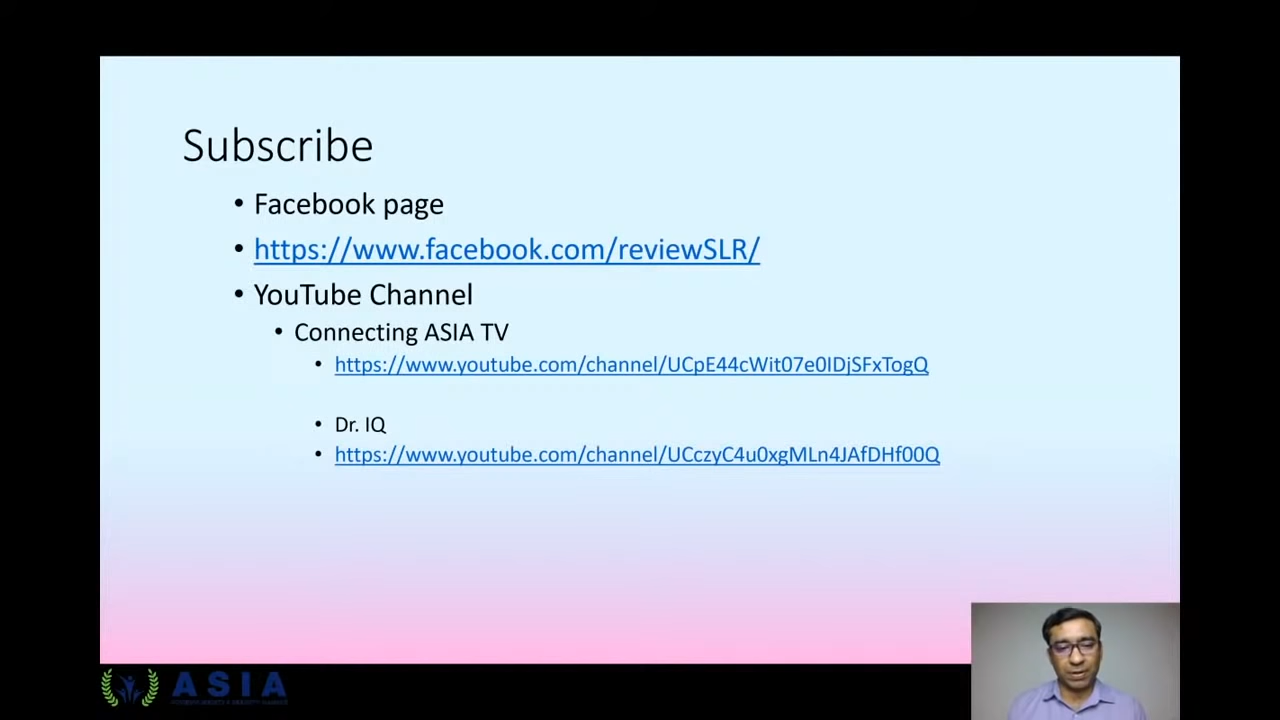 Subscribe
• Facebook page
• https://www.facebook.com/reviewSLR/
• YouTube Channel
• Connecting ASIA TV
• https://www.youtube.com/channel/UCpE44cWit07e0IDjSFxTogQ
• Dr. IQ
• https://www.youtube.com/channel/UCczyC4u0xgMLn4JAfDHf00Q
ASIA